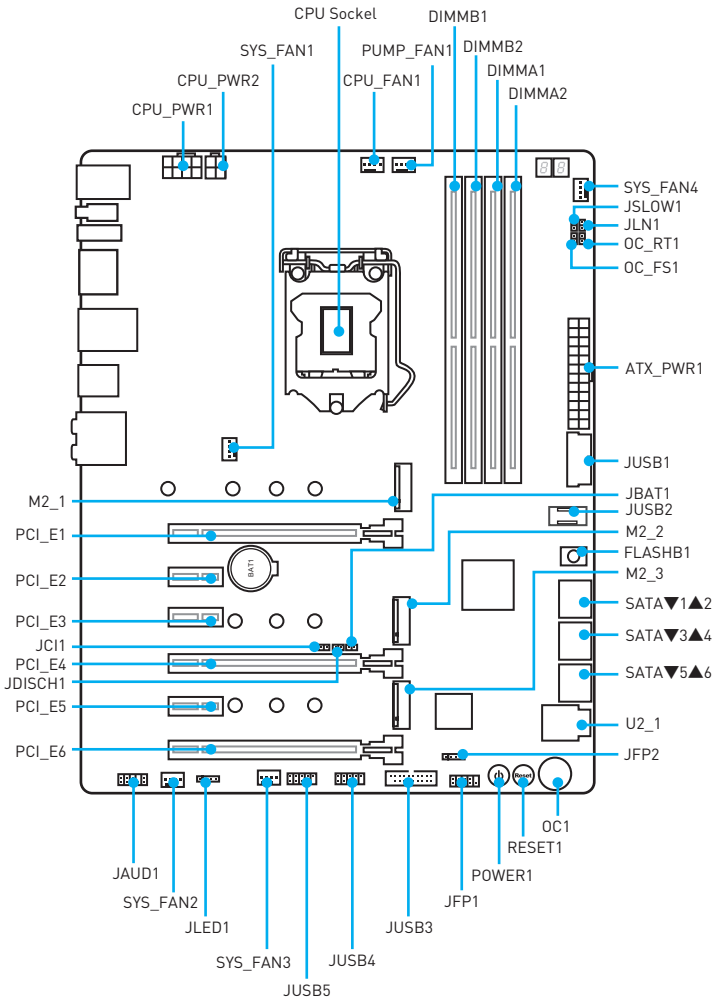 CPU Sockel
DIMMB1
SYS_FAN1
PUMP_FAN1
DIMMB2
CPU_PWR2
CPU_FAN1
DIMMA1
CPU_PWR1
DIMMA2
8 8
SYS_FAN4
JSLOW1
JLN1
OC_RT1
OC_FS1
ATX_PWR1
JUSB1
M2_1
JBAT1
JUSB2
PCI_E1
M2_2
FLASHB1
BAT1
M2_3
PCI_E2
SATA▼1▲2
PCI_E3
SATA▼3▲4
JCI1
PCI_E4
SATA▼5▲6
JDISCH1
PCI_E5
U2_1
PCI_E6
JFP2
Reset
OC1
RESET1
JAUD1
POWER1
SYS_FAN2
JFP1
JLED1
JUSB3
SYS_FAN3
JUSB4
JUSB5